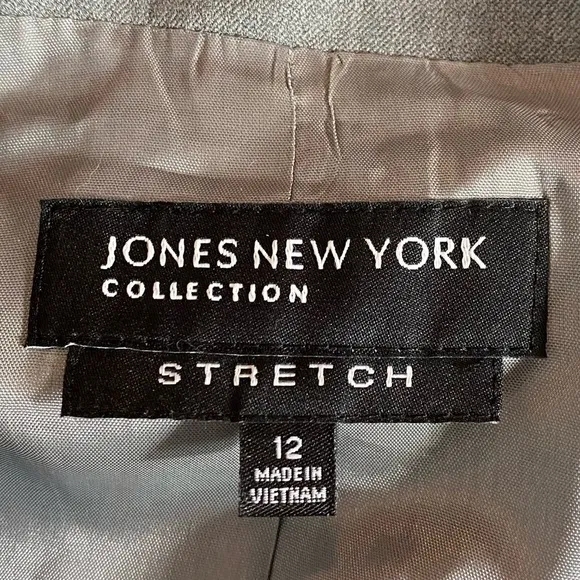 JONES NEW YORK
COLLECTION
STRETCH
12
MADE IN
VIETNAM